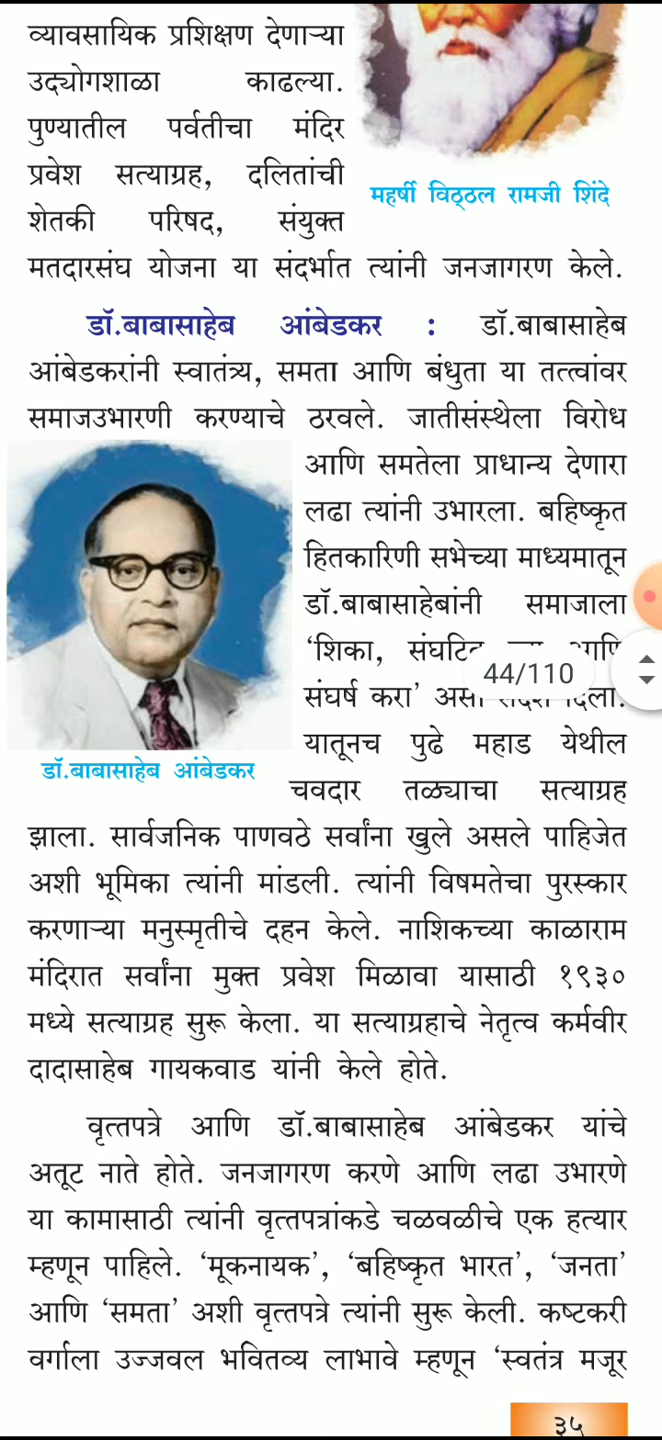 व्यावसायिक प्रशिक्षण देणाऱ्या
उद्योगशाळा काढल्या.
पुण्यातील पर्वतीचा मंदिर
प्रवेश सत्याग्रह, दलितांची
शेतकी परिषद, संयुक्त
महर्षी विठ्ठल रामजी शिंदे
मतदारसंघ योजना या संदर्भात त्यांनी जनजागरण केले.
डॉ.बाबासाहेब आंबेडकर : डॉ.बाबासाहेब
आंबेडकरांनी स्वातंत्र्य, समता आणि बंधुता या तत्त्वांवर
समाजउभारणी करण्याचे ठरवले. जातीसंस्थेला विरोध
आणि समतेला प्राधान्य देणारा
लढा त्यांनी उभारला. बहिष्कृत
हितकारिणी सभेच्या माध्यमातून
डॉ.बाबासाहेबांनी समाजाला
‘शिका,
44/110
संघर्ष करा’
यातूनच पुढे महाड येथील
डॉ.बाबासाहेब आंबेडकर
चवदार तळ्याचा सत्याग्रह
झाला. सार्वजनिक पाणवठे सर्वांना खुले असले पाहिजेत
अशी भूमिका त्यांनी मांडली. त्यांनी विषमतेचा पुरस्कार
करणाऱ्या मनुस्मृतीचे दहन केले. नाशिकच्या काळाराम
मंदिरात सर्वांना मुक्त प्रवेश मिळावा यासाठी १९३०
मध्ये सत्याग्रह सुरू केला. या सत्याग्रहाचे नेतृत्व कर्मवीर
दादासाहेब गायकवाड यांनी केले होते.
वृत्तपत्रे आणि डॉ.बाबासाहेब आंबेडकर यांचे
अतूट नाते होते. जनजागरण करणे आणि लढा उभारणे
या कामासाठी त्यांनी वृत्तपत्रांकडे चळवळीचे एक हत्यार
म्हणून पाहिले. ‘मूकनायक’, ‘बहिष्कृत भारत’, ‘जनता’
आणि ‘समता’ अशी वृत्तपत्रे त्यांनी सुरू केली. कष्टकरी
वर्गाला उज्जवल भवितव्य लाभावे म्हणून ‘स्वतंत्र मजूर
३५